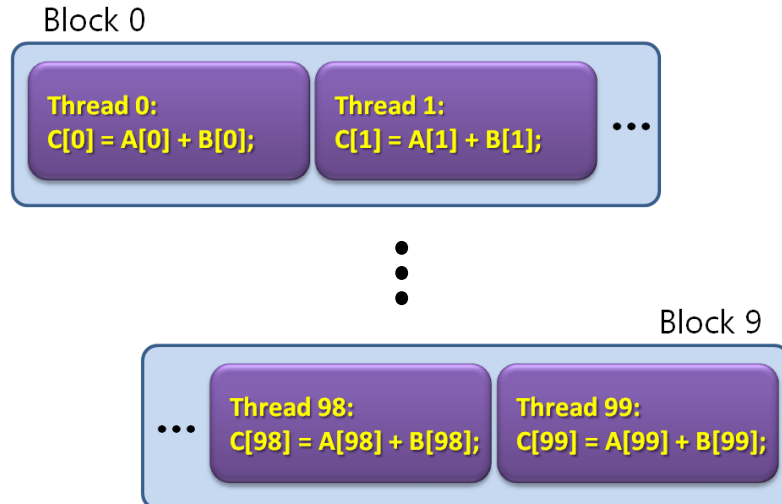 Block 0
Thread 0:
C[0] = A[0] + B[0];
Thread 1:
C[1] = A[1] + B[1];
...
Block 9
...
Thread 98:
C[98] = A[98] + B[98];
Thread 99:
C[99] = A[99] + B[99];